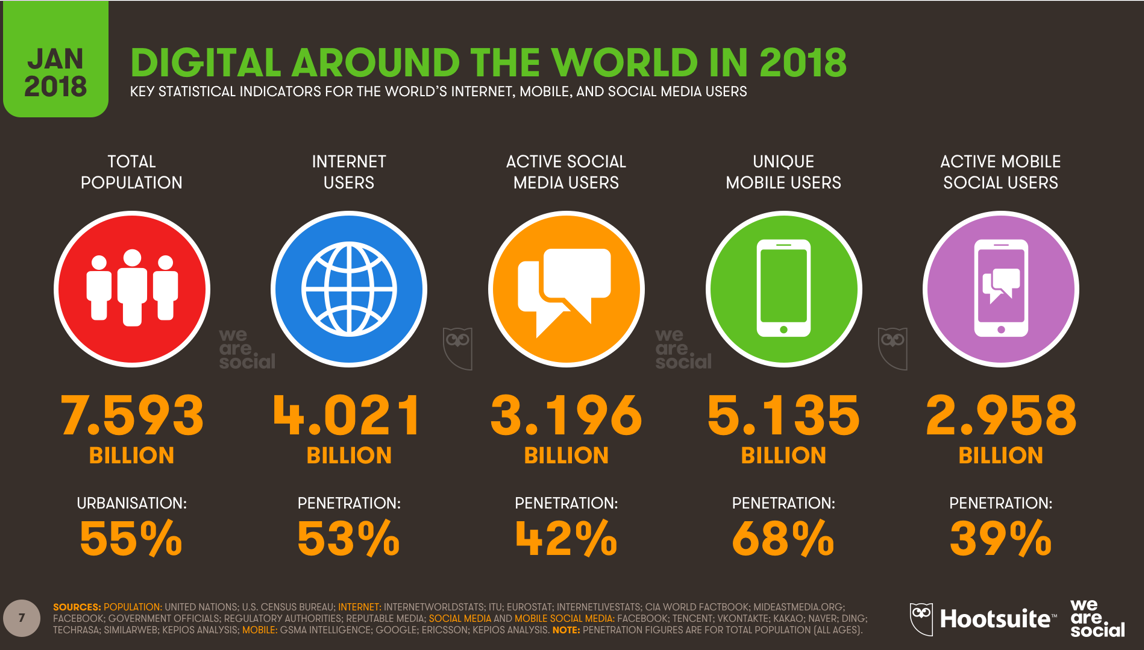 JAN
2018
DIGITAL AROUND THE WORLD IN 2018
KEY STATISTICAL INDICATORS FOR THE WORLD'S INTERNET, MOBILE, AND SOCIAL MEDIA USERS
TOTAL
POPULATION
INTERNET
USERS
ACTIVE SOCIAL
MEDIA USERS
UNIQUE
MOBILE USERS
ACTIVE MOBILE
SOCIAL USERS
we
are
social
we
are
social
7.593
BILLION
4.021
BILLION
3.196
BILLION
5.135
BILLION
2.958
BILLION
URBANISATION:
55%
PENETRATION:
53%
PENETRATION:
42%
PENETRATION:
68%
PENETRATION:
39%
7
SOURCES: POPULATION: UNITED NATIONS; U.S. CENSUS BUREAU; INTERNET: INTERNETWORLDSTATS; ITU; EUROSTAT; INTERNETLIVESTATS; CIA WORLD FACTBOOK; MIDEASTMEDIA.ORG;
FACEBOOK; GOVERNMENT OFFICIALS; REGULATORY AUTHORITIES; REPUTABLE MEDIA; SOCIAL MEDIA AND MOBILE SOCIAL MEDIA: FACEBOOK; TENCENT; VKONTAKTE; KAKAO; NAVER; DING;
TECHRASA; SIMILARWEB; KEPIOS ANALYSIS; MOBILE: GSMA INTELLIGENCE; GOOGLE; ERICSSON; KEPIOS ANALYSIS. NOTE: PENETRATION FIGURES ARE FOR TOTAL POPULATION (ALL AGES).
Hootsuite™
we
are
social